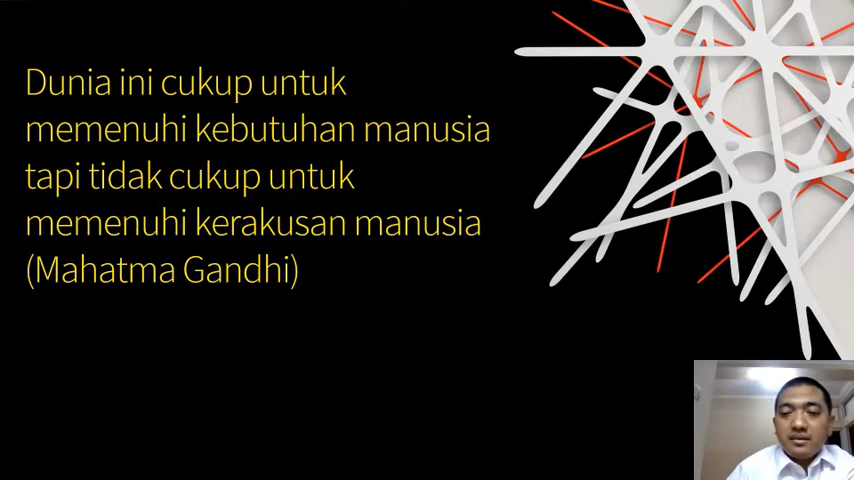 Dunia ini cukup untuk
memenuhi kebutuhan manusia
tapi tidak cukup untuk
memenuhi kerakusan manusia
(Mahatma Gandhi)